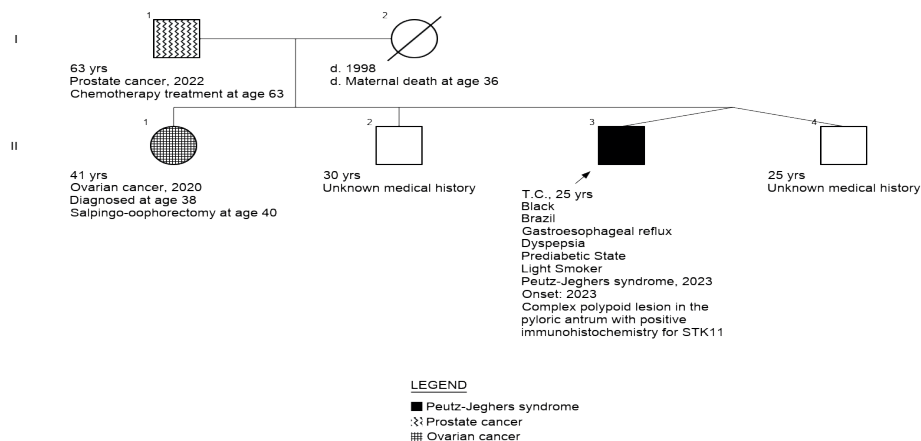 I
1
2
63 yrs
Prostate cancer, 2022
Chemotherapy treatment at age 63
d. 1998
d. Maternal death at age 36
II
1
2
3
4
41 yrs
Ovarian cancer, 2020
Diagnosed at age 38
Salpingo-oophorectomy at age 40
30 yrs
Unknown medical history
T.C., 25 yrs
Black
Brazil
Gastroesophageal reflux
Dyspepsia
Prediabetic State
Light Smoker
Peutz-Jeghers syndrome, 2023
Onset: 2023
Complex polypoid lesion in the
pyloric antrum with positive
immunohistochemistry for STK11
25 yrs
Unknown medical history
LEGEND
Peutz-Jeghers syndrome
Prostate cancer
Ovarian cancer